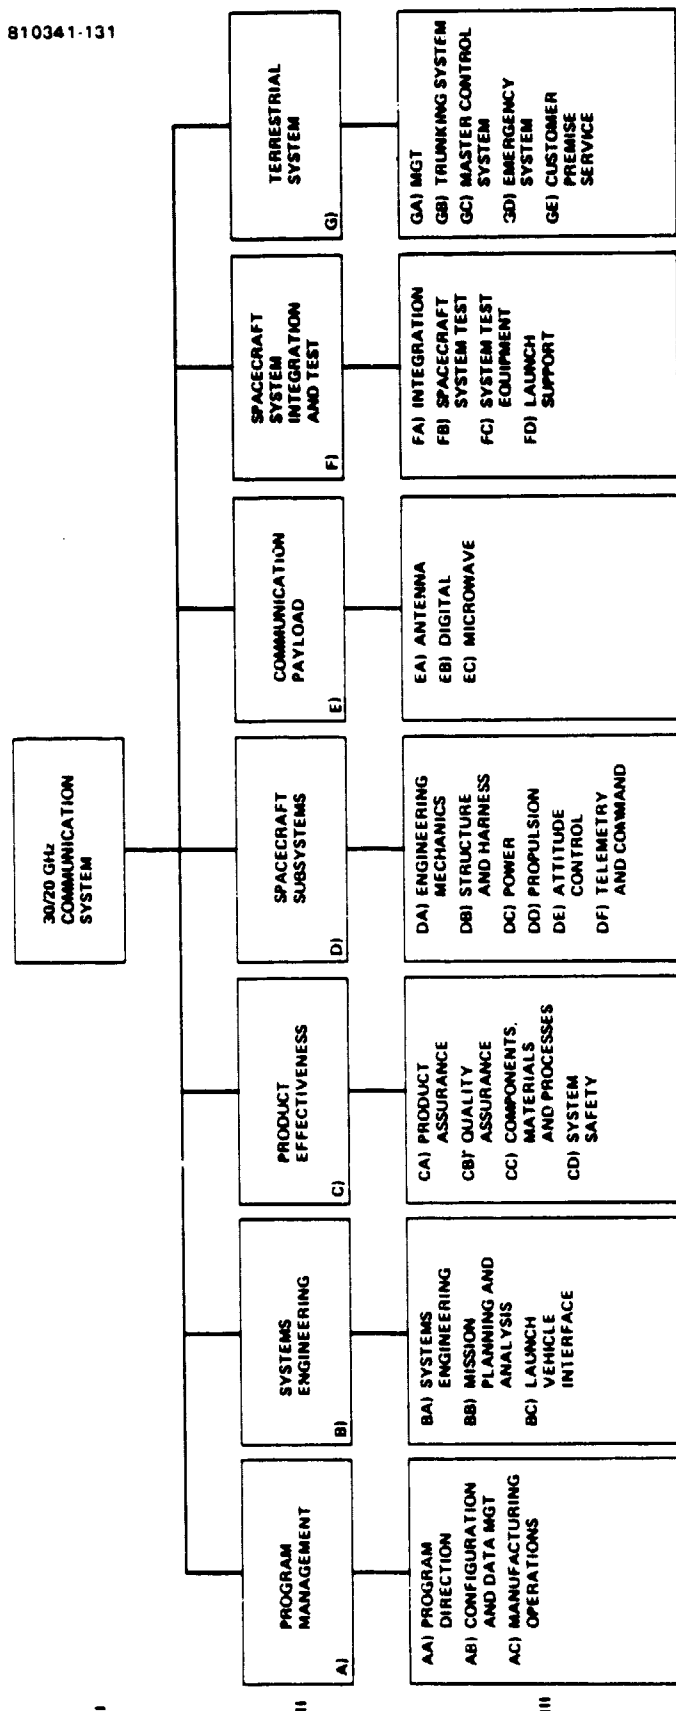 810341-131
I
30/20 GHz
COMMUNICATION
SYSTEM
II
A)
PROGRAM
MANAGEMENT
B)
SYSTEMS
ENGINEERING
C)
PRODUCT
EFFECTIVENESS
D)
SPACECRAFT
SUBSYSTEMS
E)
COMMUNICATION
PAYLOAD
F)
SPACECRAFT
SYSTEM
INTEGRATION
AND TEST
G)
TERRESTRIAL
SYSTEM
III
AA) PROGRAM
DIRECTION
AB) CONFIGURATION
AND DATA MGT
AC) MANUFACTURING
OPERATIONS
BA) SYSTEMS
ENGINEERING
BB) MISSION
PLANNING AND
ANALYSIS
BC) LAUNCH
VEHICLE
INTERFACE
CA) PRODUCT
ASSURANCE
CB) QUALITY
ASSURANCE
CC) COMPONENTS,
MATERIALS
AND PROCESSES
CD) SYSTEM
SAFETY
DA) ENGINEERING
MECHANICS
DB) STRUCTURE
AND HARNESS
DC) POWER
DD) PROPULSION
DE) ATTITUDE
CONTROL
DF) TELEMETRY
AND COMMAND
EA) ANTENNA
EB) DIGITAL
EC) MICROWAVE
FA) INTEGRATION
FB) SPACECRAFT
SYSTEM TEST
FC) SYSTEM TEST
EQUIPMENT
FD) LAUNCH
SUPPORT
GA) MGT
GB) TRUNKING SYSTEM
GC) MASTER CONTROL
SYSTEM
GD) EMERGENCY
SYSTEM
GE) CUSTOMER
PREMISE
SERVICE